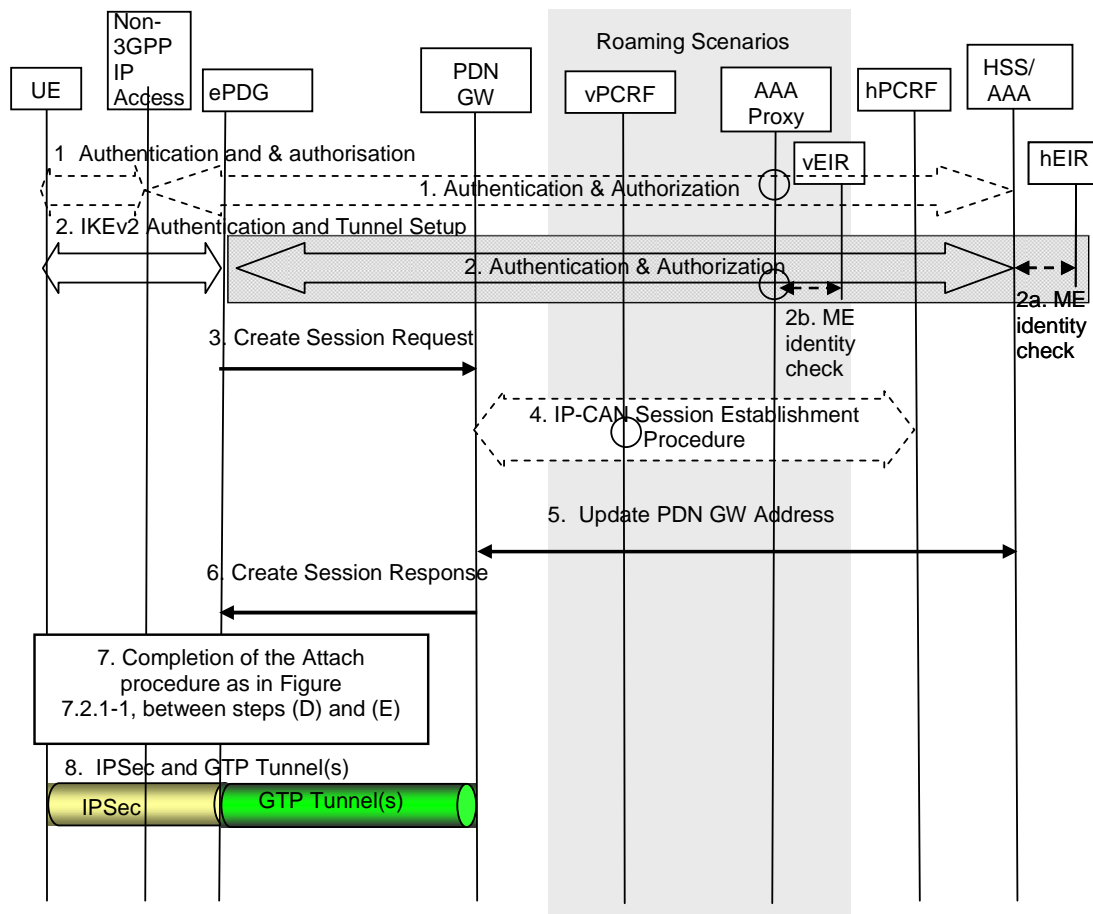 Non-
3GPP
IP
Access
UE
ePDG
PDN
GW
Roaming Scenarios
vPCRF
AAA
Proxy
hPCRF
HSS/
AAA
vEIR
hEIR
1 Authentication and & authorisation
1. Authentication & Authorization
2. IKEv2 Authentication and Tunnel Setup
2. Authentication & Authorization
2a. ME
identity
check
2b. ME
identity
check
3. Create Session Request
4. IP-CAN Session Establishment
Procedure
5. Update PDN GW Address
6. Create Session Response
7. Completion of the Attach
procedure as in Figure
7.2.1-1, between steps (D) and (E)
8. IPSec and GTP Tunnel(s)
IPSec
GTP Tunnel(s)